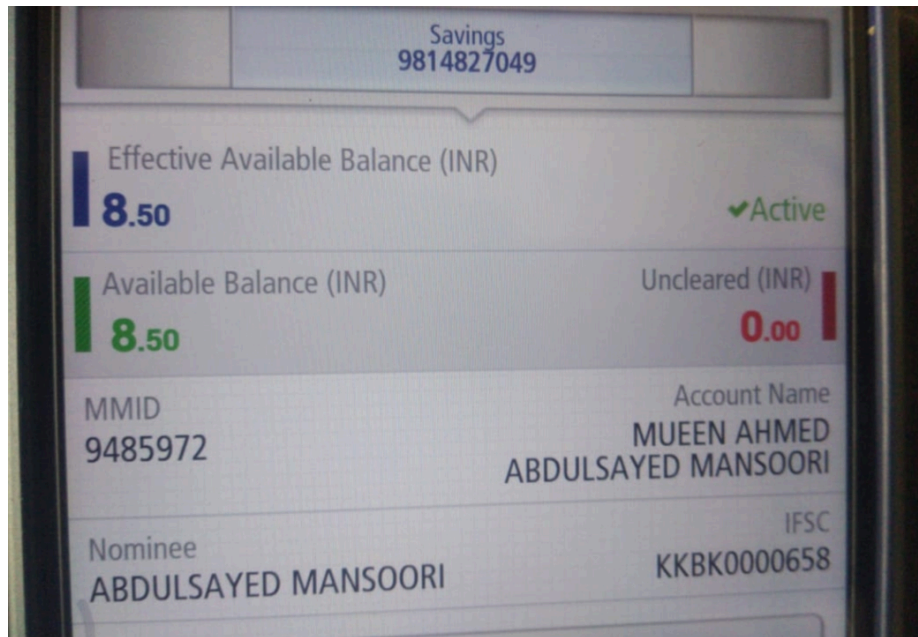 Savings
9814827049
Effective Available Balance (INR)
8.50
✔Active
Available Balance (INR)
8.50
Uncleared (INR)
0.00
MMID
9485972
Account Name
MUEEN AHMED
ABDULSAYED MANSOORI
Nominee
ABDULSAYED MANSOORI
IFSC
KKBK0000658